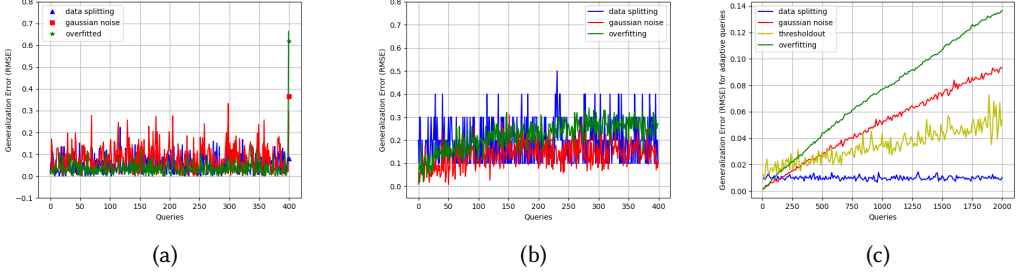 0.8
0.7
0.6
0.5
0.4
0.3
0.2
0.1
0.0
−0.1
Generalization Error (RMSE)
data splitting
gaussian noise
overfitted
0 50 100 150 200 250 300 350 400
Queries
(a)
0.8
0.7
0.6
0.5
0.4
0.3
0.2
0.1
0.0
Generalization Error (RMSE)
data splitting
gaussian noise
overfitting
0 50 100 150 200 250 300 350 400
Queries
(b)
0.14
0.12
0.10
0.08
0.06
0.04
0.02
0.00
Generalization Error (RMSE) for adaptive queries
data splitting
gaussian noise
thresholdout
overfitting
0 250 500 750 1000 1250 1500 1750 2000
Queries
(c)